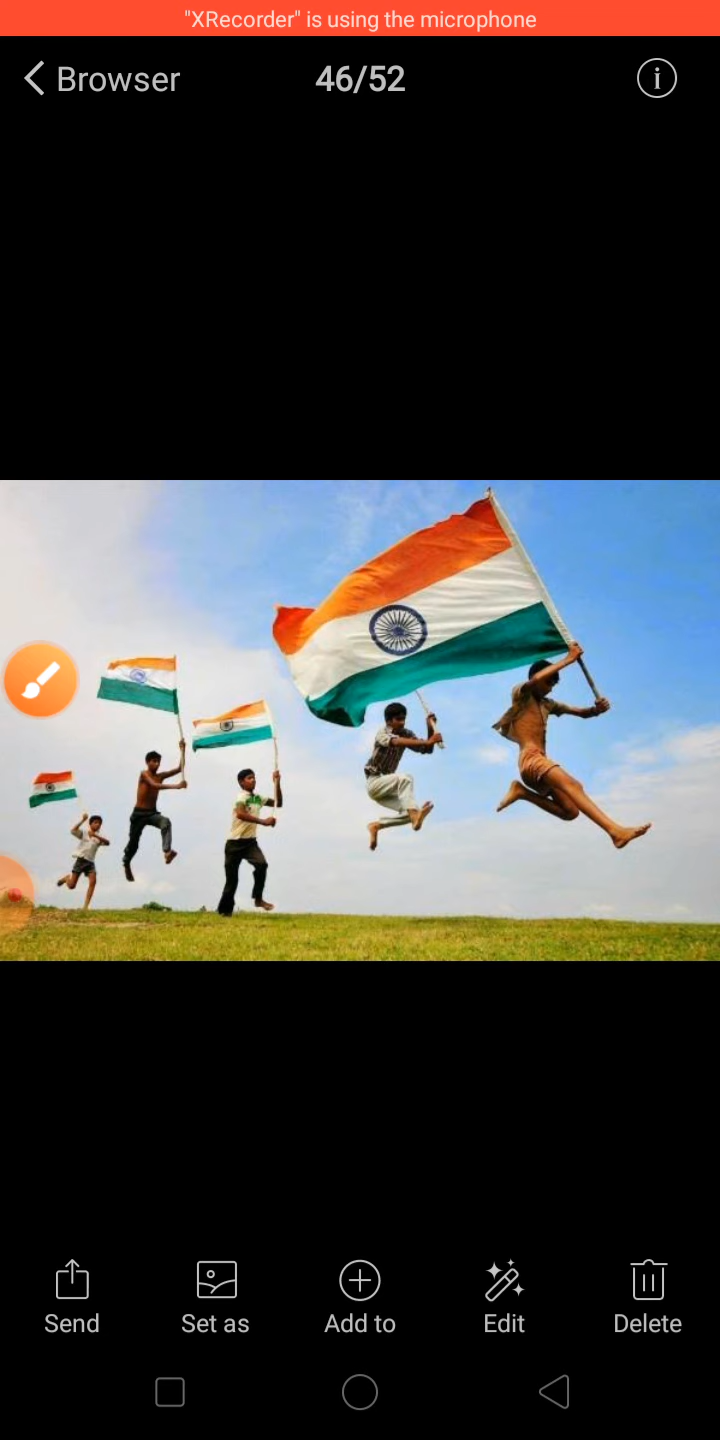 "XRecorder" is using the microphone
Browser 46/52
Send Set as Add to Edit Delete